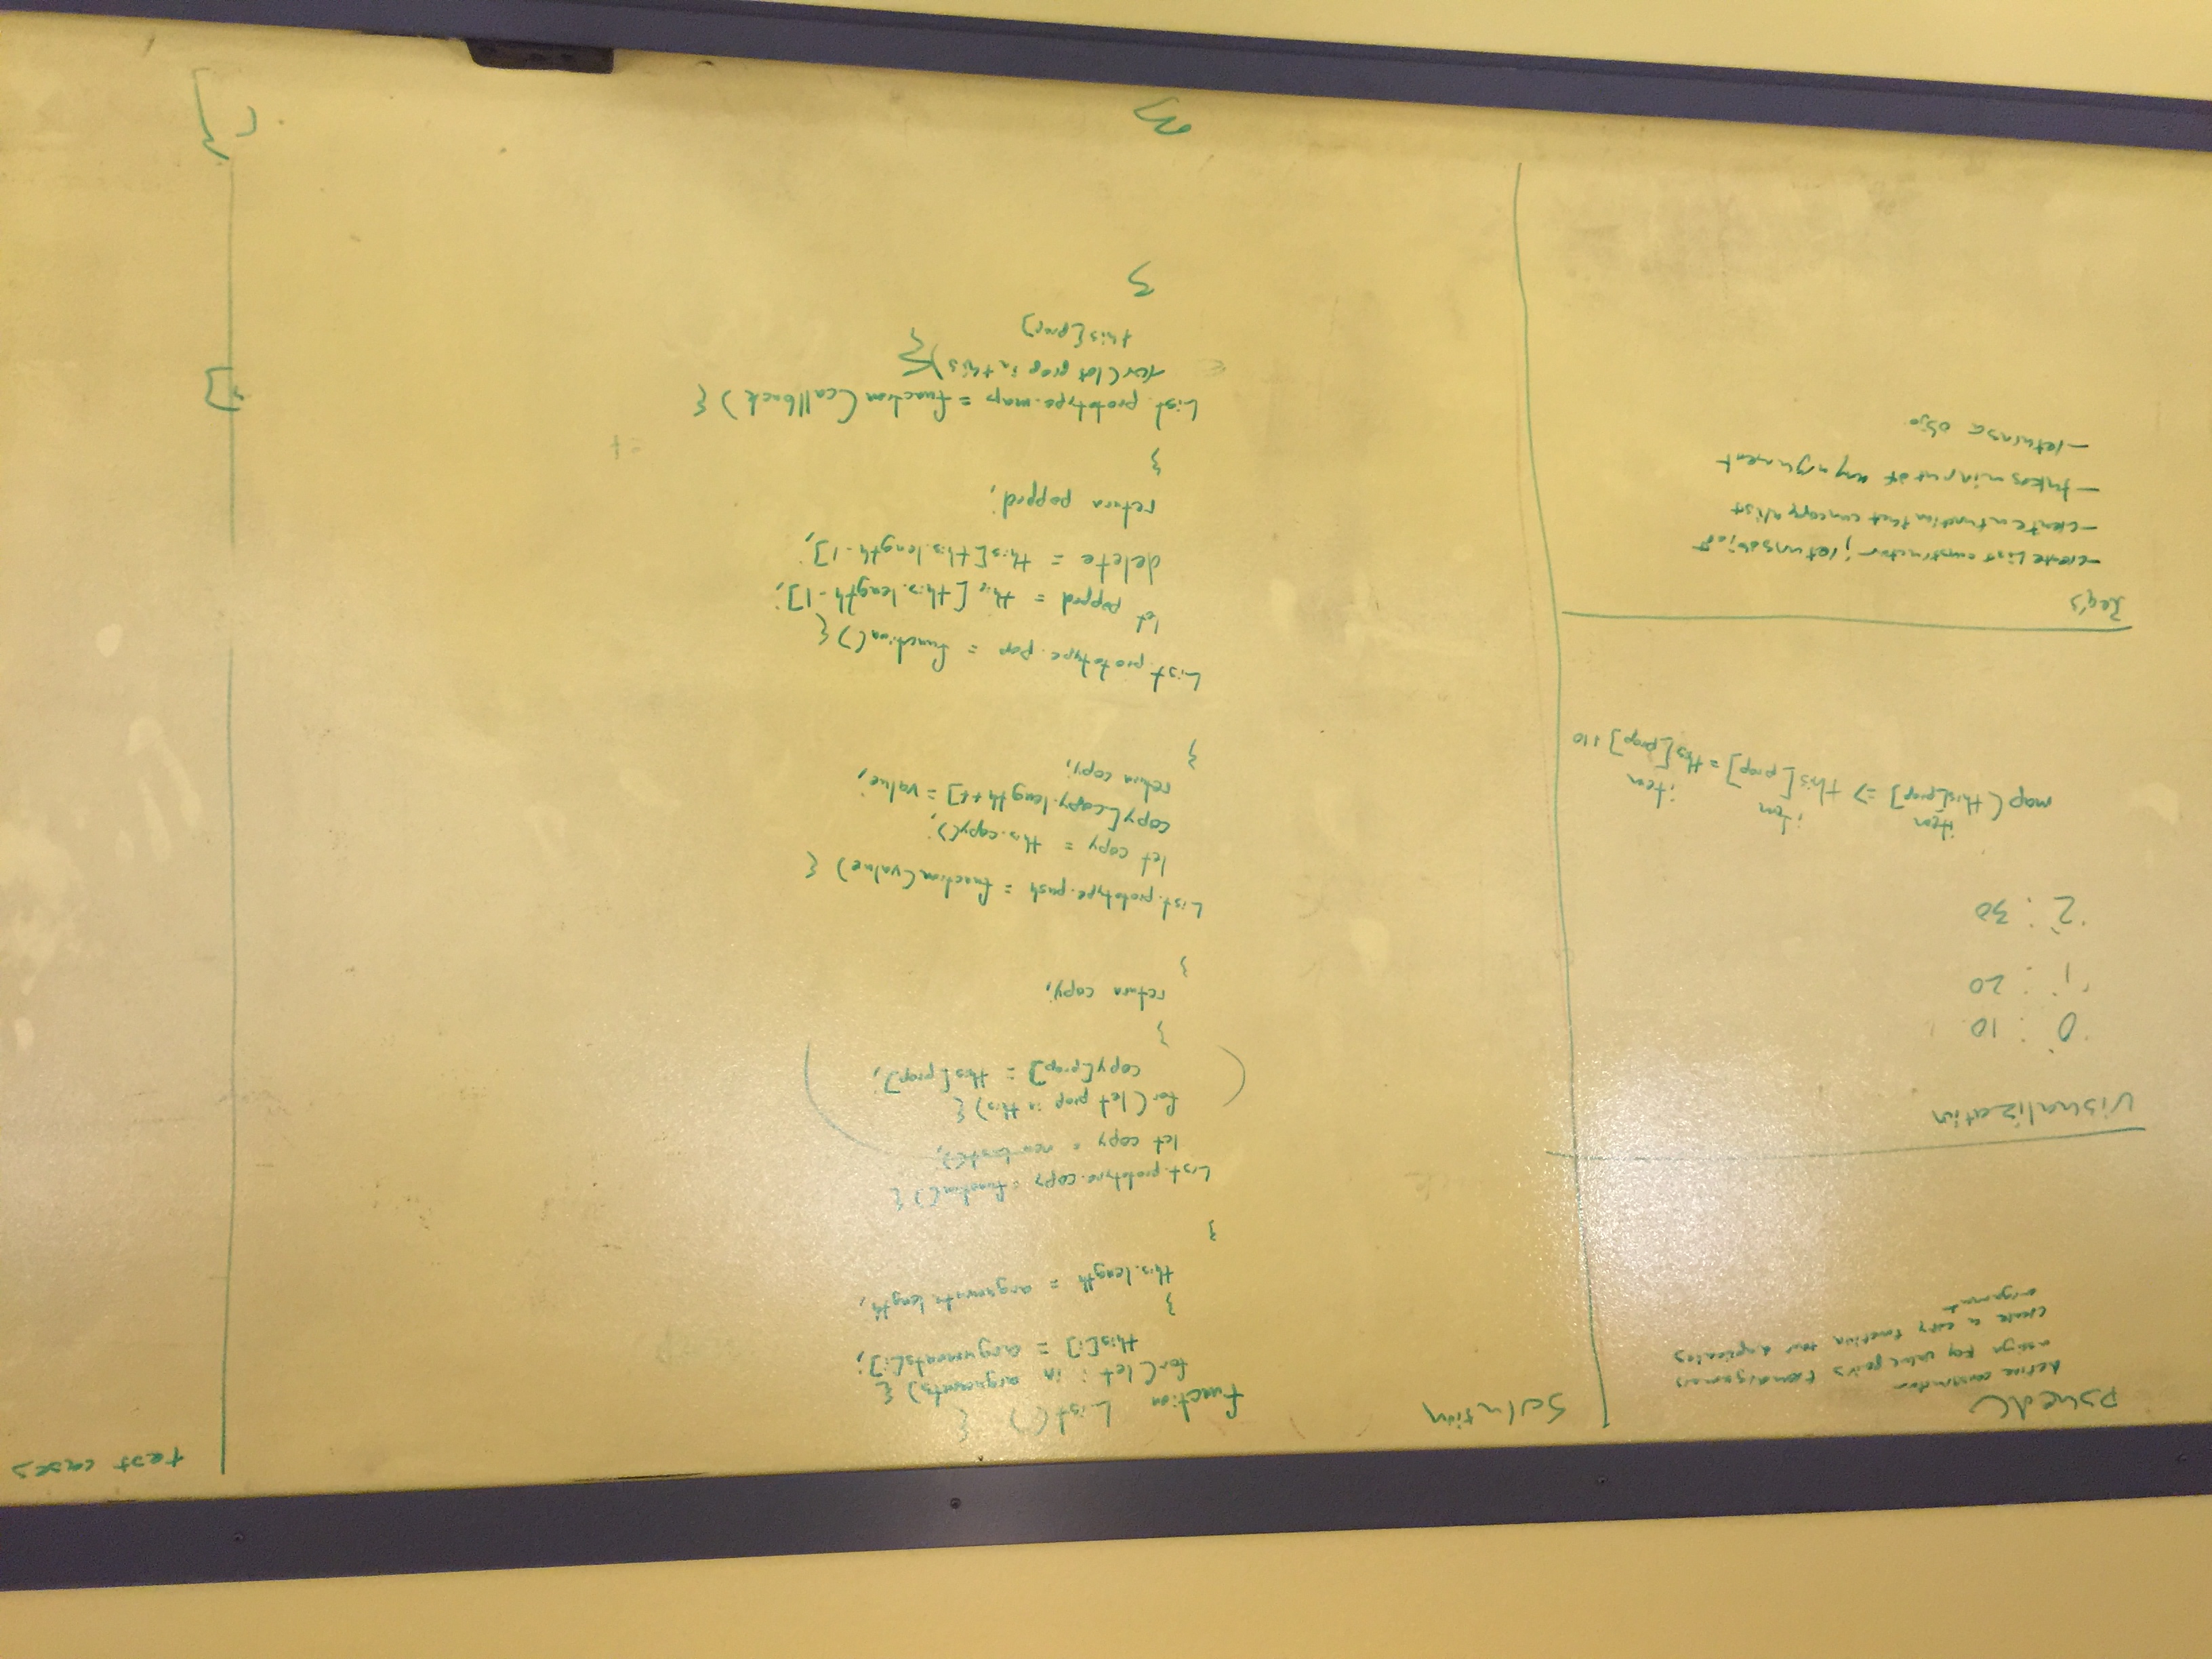 PSuedC
define constructor
assign key value pairs from arguments
create a copy function that duplicates
argument
Visualization
'0' : 10
'1' : 20
'2' : 30
item item item
map(this[prop] => this[prop] = this[prop] + 10
Req's
- create List constructor; returns object
- create a function that can copy a list
- takes in input of any argument
- returns a obj.
Solution
function List() {
for(let i in arguments) {
this[i] = arguments[i];
}
this.length = arguments.length;
}
List.prototype.copy = function() {
let copy = new List();
for(let prop in this) {
copy[prop] = this[prop];
}
return copy;
}
List.prototype.push = function(value) {
let copy = this.copy();
copy[copy.length++] = value;
return copy;
}
List.prototype.pop = function() {
let popped = this[this.length-1];
delete = this[this.length-1];
return popped;
}
List.prototype.map = function(callback) {
for(let prop in this) {
this[prop]
}
}
test cases